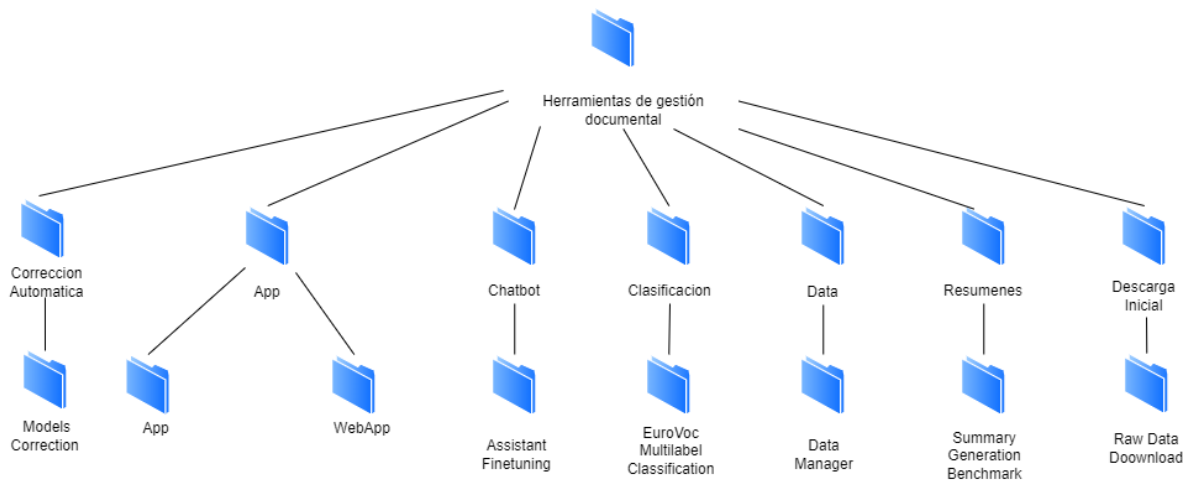 Herramientas de gestión
documental
Correccion
Automatica
App
Chatbot
Clasificacion
Data
Resumenes
Descarga
Inicial
Models
Correction
App
WebApp
Assistant
Finetuning
EuroVoc
Multilabel
Classification
Data
Manager
Summary
Generation
Benchmark
Raw Data
Doownload